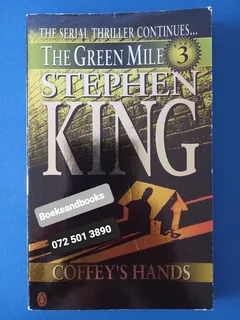 THE SERIAL THRILLER CONTINUES...
THE GREEN MILE 3
STEPHEN
KING
Boekeandbooks
072 501 3890
COFFEY'S HANDS